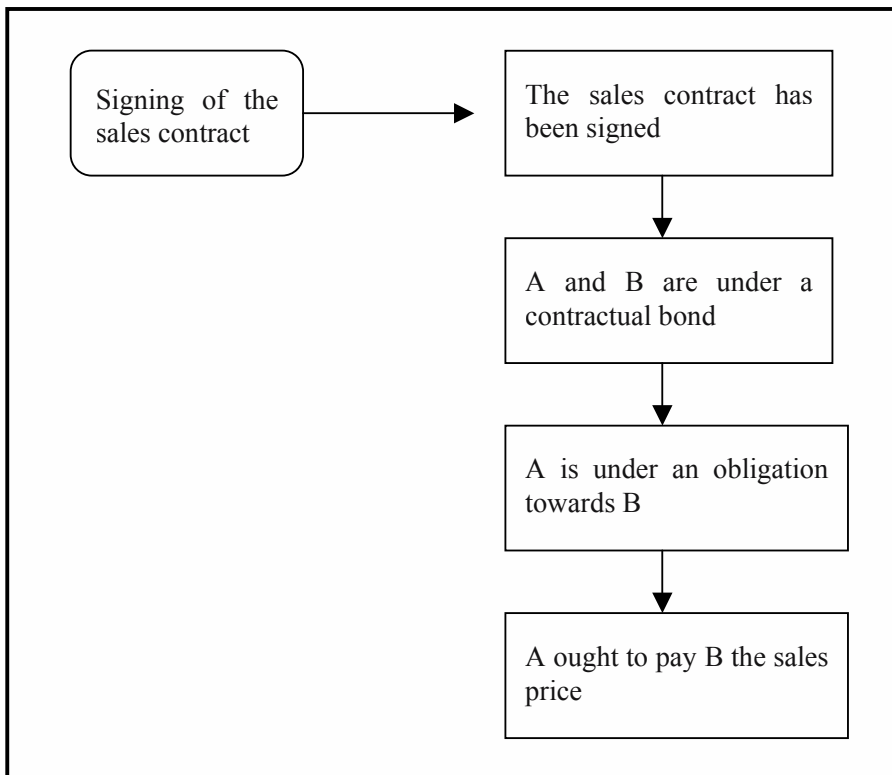 Signing of the
sales contract
The sales contract has
been signed
A and B are under a
contractual bond
A is under an obligation
towards B
A ought to pay B the sales
price